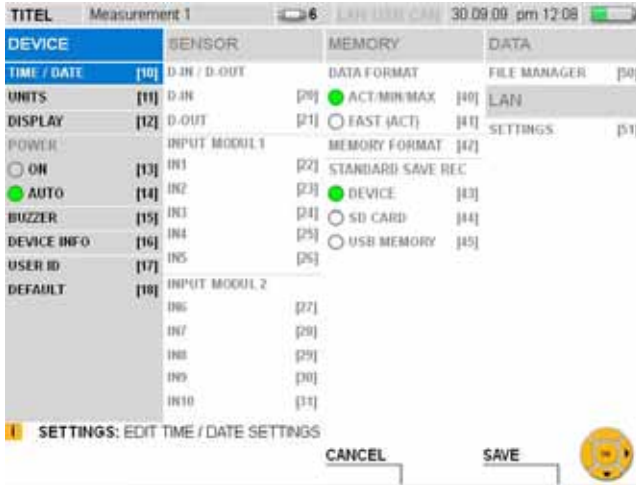 TITEL Measurement 1 6 LAN USB CAN 30.09.09 pm 12:08
DEVICE
TIME / DATE [10]
UNITS [11]
DISPLAY [12]
POWER
ON [13]
AUTO [14]
BUZZER [15]
DEVICE INFO [16]
USER ID [17]
DEFAULT [18]
SENSOR
D-IN / D-OUT
D-IN [20]
D-OUT [21]
INPUT MODUL 1
IN1 [22]
IN2 [23]
IN3 [24]
IN4 [25]
IN5 [26]
INPUT MODUL 2
IN6 [27]
IN7 [28]
IN8 [29]
IN9 [30]
IN10 [31]
MEMORY
DATA FORMAT
ACT/MIN/MAX [40]
FAST (ACT) [41]
MEMORY FORMAT [42]
STANDARD SAVE REC
DEVICE [43]
SD CARD [44]
USB MEMORY [45]
DATA
FILE MANAGER [50]
LAN
SETTINGS [51]
i SETTINGS: EDIT TIME / DATE SETTINGS
CANCEL SAVE
OK